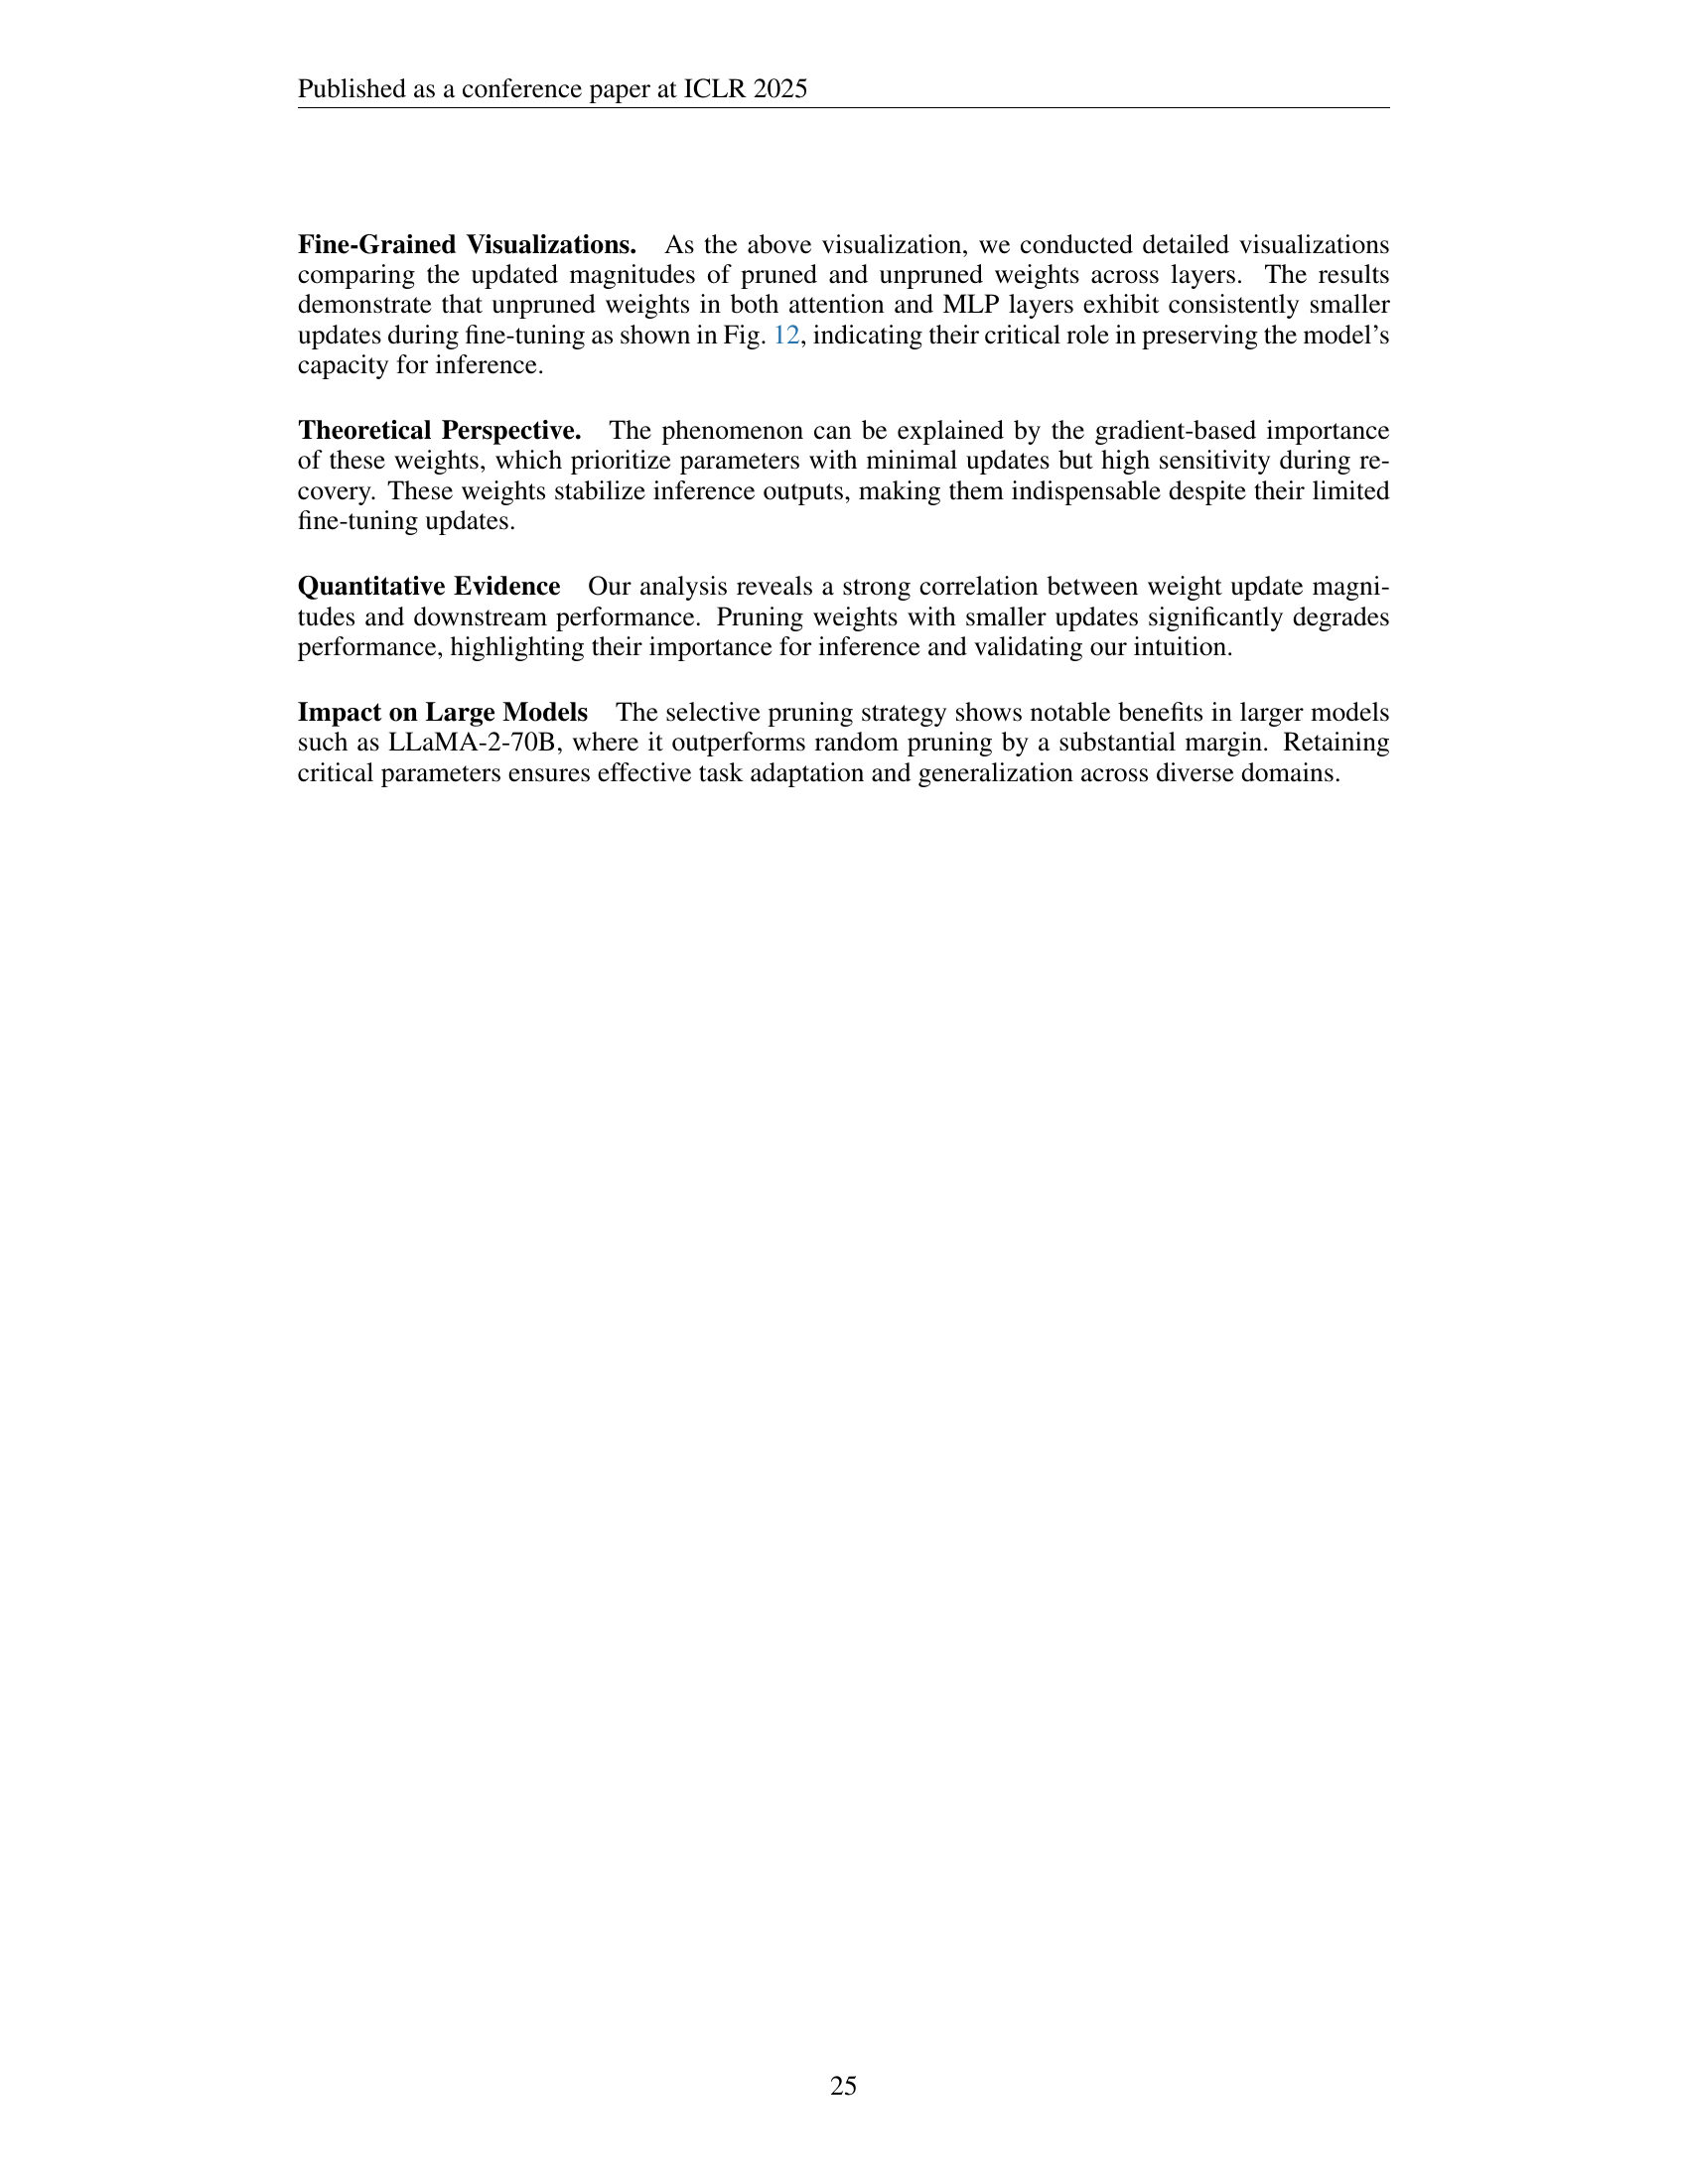 Published as a conference paper at ICLR 2025
Fine-Grained Visualizations. As the above visualization, we conducted detailed visualizations
comparing the updated magnitudes of pruned and unpruned weights across layers. The results
demonstrate that unpruned weights in both attention and MLP layers exhibit consistently smaller
updates during fine-tuning as shown in Fig. 12, indicating their critical role in preserving the model’s
capacity for inference.
Theoretical Perspective. The phenomenon can be explained by the gradient-based importance
of these weights, which prioritize parameters with minimal updates but high sensitivity during re-
covery. These weights stabilize inference outputs, making them indispensable despite their limited
fine-tuning updates.
Quantitative Evidence Our analysis reveals a strong correlation between weight update magni-
tudes and downstream performance. Pruning weights with smaller updates significantly degrades
performance, highlighting their importance for inference and validating our intuition.
Impact on Large Models The selective pruning strategy shows notable benefits in larger models
such as LLaMA-2-70B, where it outperforms random pruning by a substantial margin. Retaining
critical parameters ensures effective task adaptation and generalization across diverse domains.
25